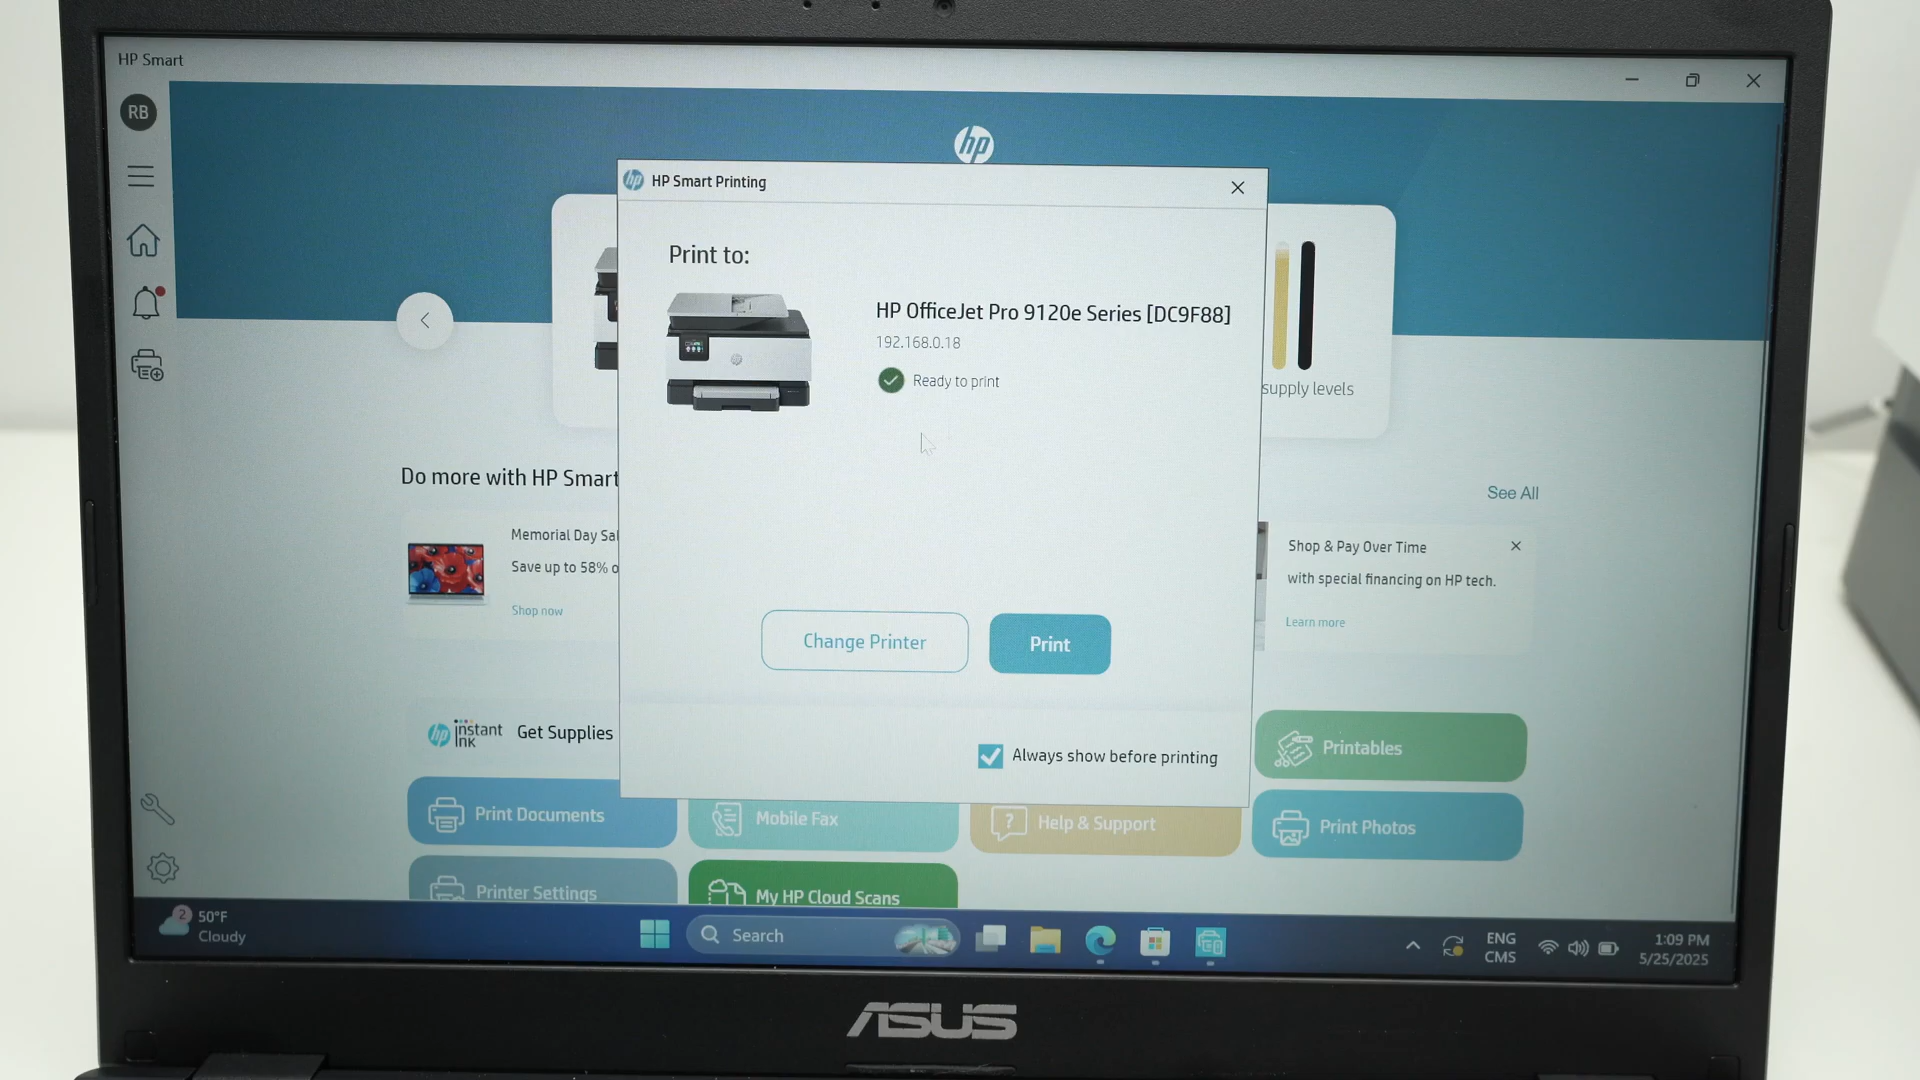 HP Smart
RB
hp
HP Smart Printing
Print to:
HP OfficeJet Pro 9120e Series [DC9F88]
192.168.0.18
Ready to print
supply levels
Do more with HP Smart
See All
Memorial Day Sal
Save up to 58% o
Shop now
Shop & Pay Over Time
with special financing on HP tech.
Learn more
Change Printer
Print
hp instant ink
Get Supplies
Always show before printing
Printables
Print Documents
Mobile Fax
Help & Support
Print Photos
Printer Settings
My HP Cloud Scans
2
50°F
Cloudy
Search
ENG
CMS
1:09 PM
5/25/2025
ASUS